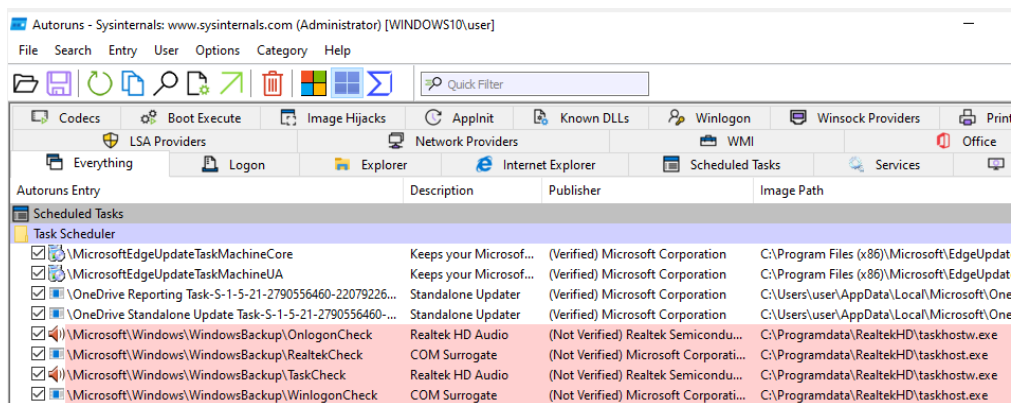 Autoruns - Sysinternals: www.sysinternals.com (Administrator) [WINDOWS10\user]
File Search Entry User Options Category Help
Quick Filter
Codecs Boot Execute Image Hijacks AppInit Known DLLs Winlogon Winsock Providers Print
LSA Providers Network Providers WMI Office
Everything Logon Explorer Internet Explorer Scheduled Tasks Services
Autoruns Entry Description Publisher Image Path
Scheduled Tasks
Task Scheduler
\MicrosoftEdgeUpdateTaskMachineCore Keeps your Microsof... (Verified) Microsoft Corporation C:\Program Files (x86)\Microsoft\EdgeUpdat
\MicrosoftEdgeUpdateTaskMachineUA Keeps your Microsof... (Verified) Microsoft Corporation C:\Program Files (x86)\Microsoft\EdgeUpdat
\OneDrive Reporting Task-S-1-5-21-2790556460-22079226... Standalone Updater (Verified) Microsoft Corporation C:\Users\user\AppData\Local\Microsoft\One
\OneDrive Standalone Update Task-S-1-5-21-2790556460-... Standalone Updater (Verified) Microsoft Corporation C:\Users\user\AppData\Local\Microsoft\One
\Microsoft\Windows\WindowsBackup\OnlogonCheck Realtek HD Audio (Not Verified) Realtek Semicondu... C:\Programdata\RealtekHD\taskhostw.exe
\Microsoft\Windows\WindowsBackup\RealtekCheck COM Surrogate (Not Verified) Microsoft Corporati... C:\Programdata\RealtekHD\taskhost.exe
\Microsoft\Windows\WindowsBackup\TaskCheck Realtek HD Audio (Not Verified) Realtek Semicondu... C:\Programdata\RealtekHD\taskhostw.exe
\Microsoft\Windows\WindowsBackup\WinlogonCheck COM Surrogate (Not Verified) Microsoft Corporati... C:\Programdata\RealtekHD\taskhost.exe